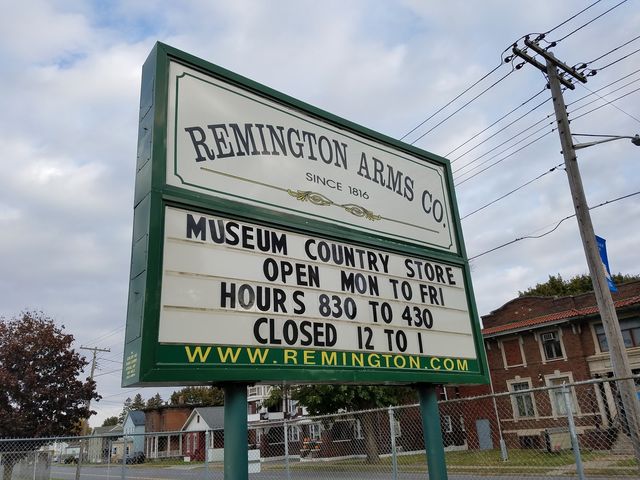 REMINGTON ARMS CO.
SINCE 1816
MUSEUM COUNTRY STORE
OPEN MON TO FRI
HOURS 830 TO 430
CLOSED 12 TO 1
WWW.REMINGTON.COM